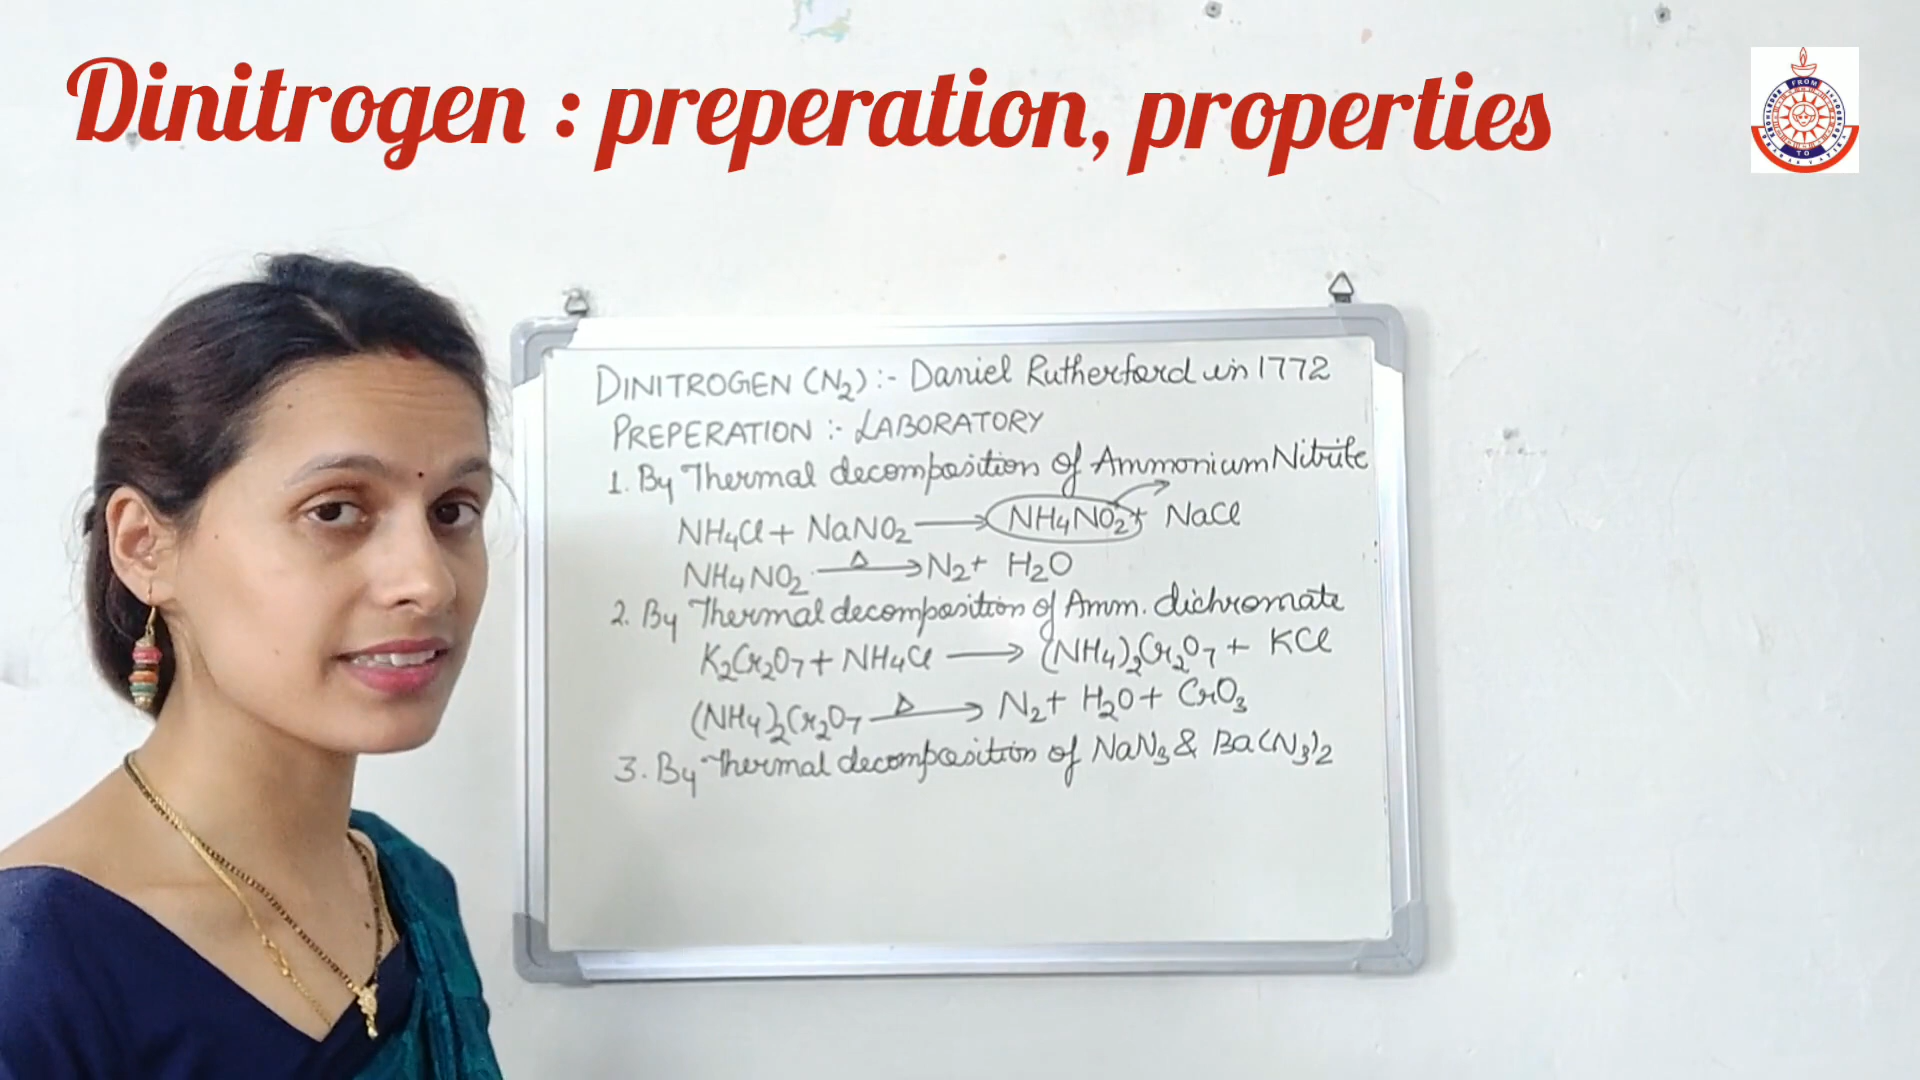 Dinitrogen : preperation, properties
FROM
TO
DINITROGEN (N2) :- Daniel Rutherford in 1772
PREPERATION :- LABORATORY
1. By Thermal decomposition of Ammonium Nitrite
NH4Cl + NaNO2 → NH4NO2 + NaCl
NH4NO2 Δ→ N2 + H2O
2. By Thermal decomposition of Amm. dichromate
K2Cr2O7 + NH4Cl → (NH4)2Cr2O7 + KCl
(NH4)2Cr2O7 Δ→ N2 + H2O + CrO3
3. By Thermal decomposition of NaN3 & Ba(N3)2